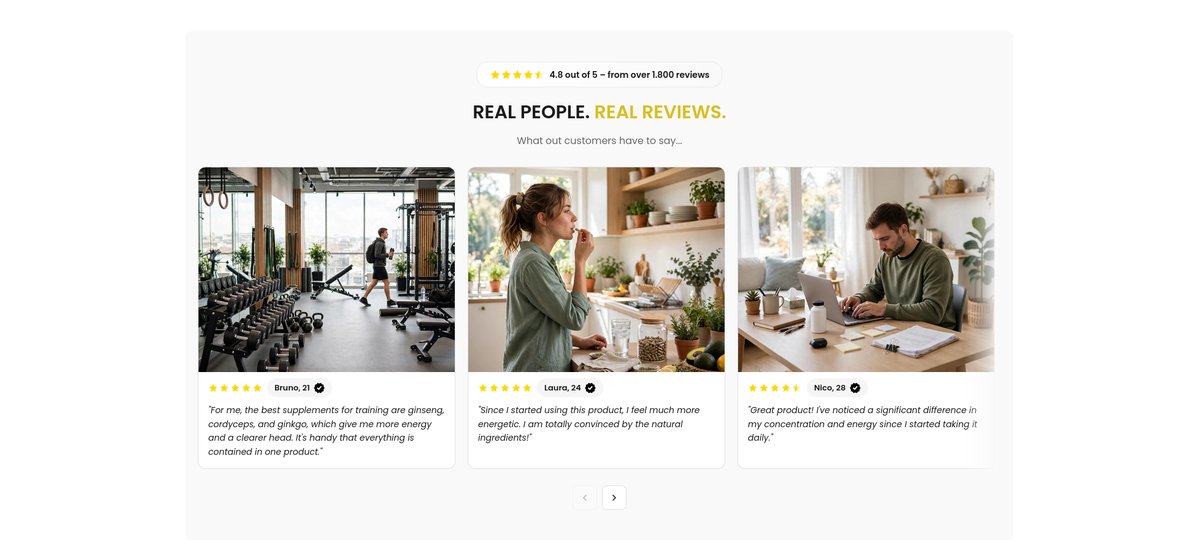 4.8 out of 5 – from over 1.800 reviews
REAL PEOPLE. REAL REVIEWS.
What out customers have to say...
Bruno, 21
"For me, the best supplements for training are ginseng,
cordyceps, and ginkgo, which give me more energy
and a clearer head. It's handy that everything is
contained in one product."
Laura, 24
"Since I started using this product, I feel much more
energetic. I am totally convinced by the natural
ingredients!"
Nico, 28
"Great product! I've noticed a significant difference in
my concentration and energy since I started taking it
daily."